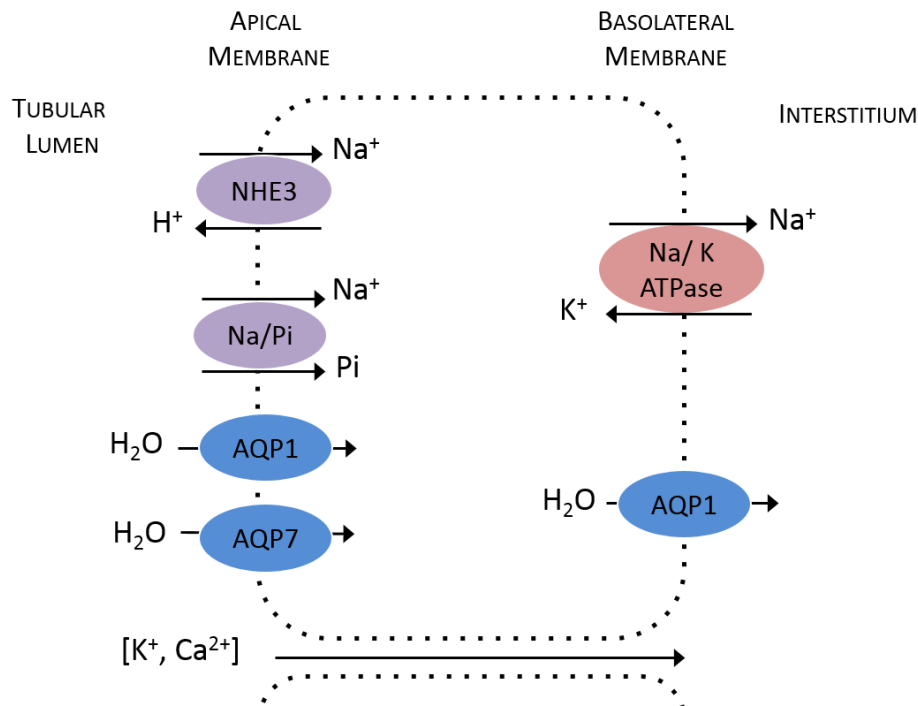 APICAL
MEMBRANE
BASOLATERAL
MEMBRANE
TUBULAR
LUMEN
INTERSTITIUM
Na⁺
NHE3
H⁺
Na⁺
Na/ K
ATPase
K⁺
Na⁺
Na/Pi
Pi
H₂O
AQP1
H₂O
AQP1
H₂O
AQP7
[K⁺, Ca²⁺]